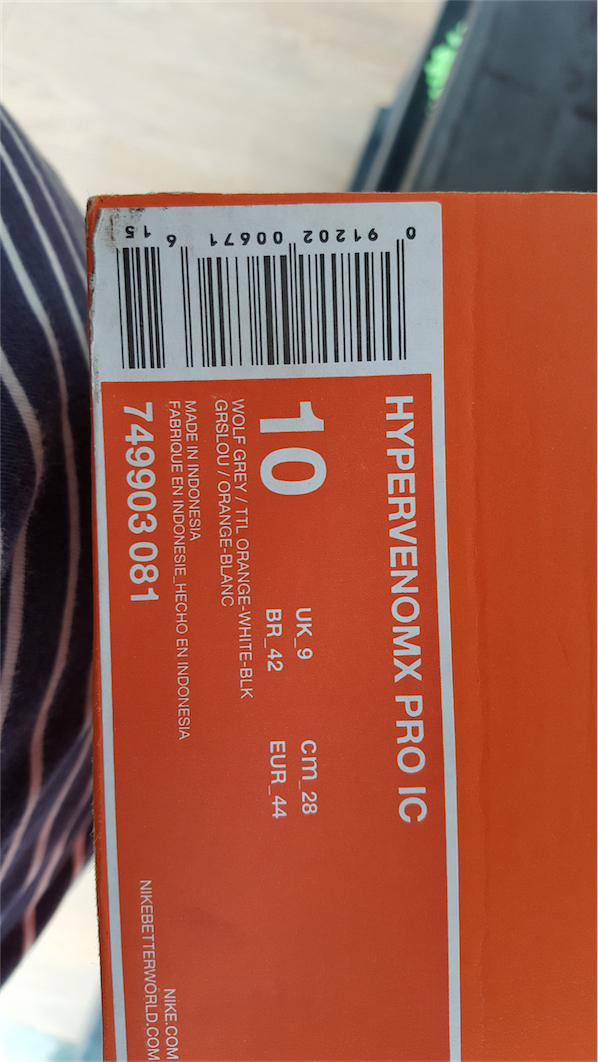 HYPERVENOMX PRO IC
10
UK_9 cm_28
BR_42 EUR_44
WOLF GREY / TTL ORANGE-WHITE-BLK
GRSLOU / ORANGE-BLANC
MADE IN INDONESIA
FABRIQUE EN INDONESIE_HECHO EN INDONESIA
749903 081
NIKE.COM
NIKEBETTERWORLD.COM
0 91202 00671 6 15